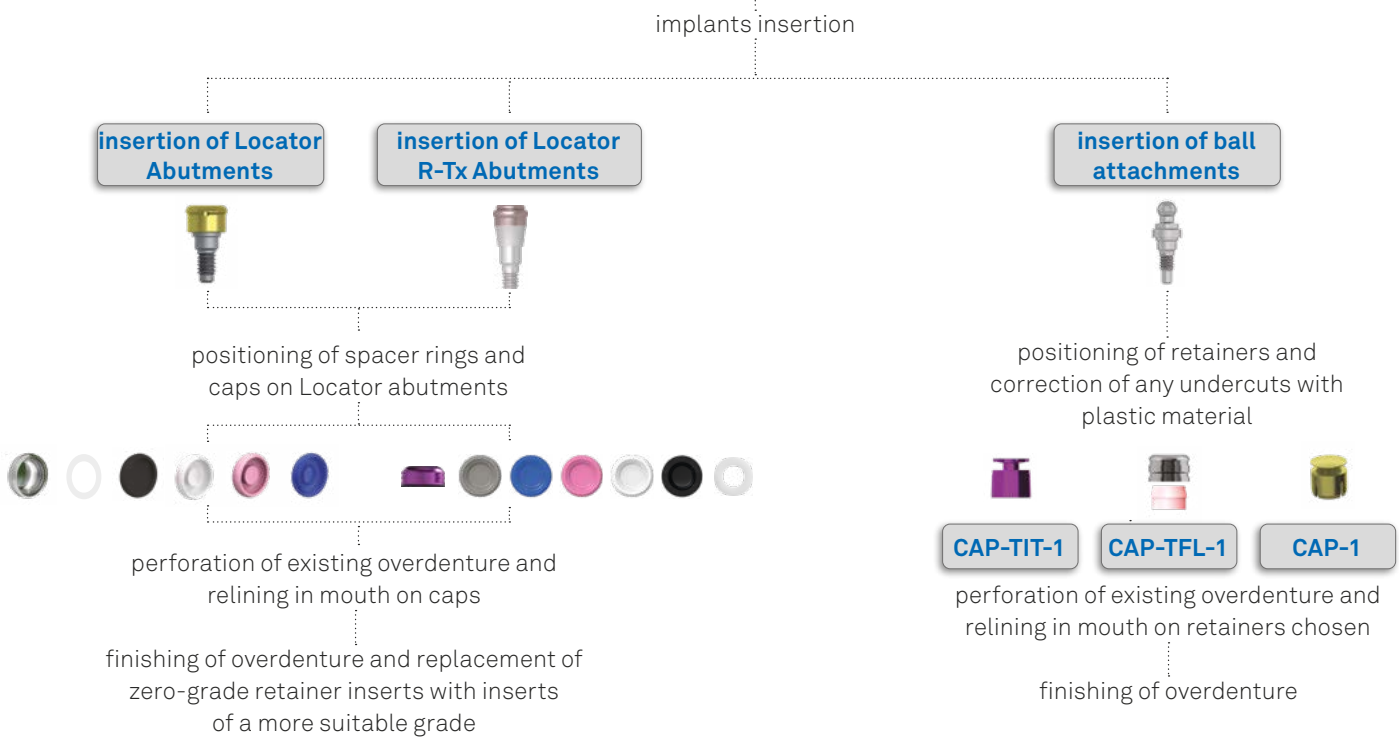 implants insertion
insertion of Locator
Abutments
insertion of Locator
R-Tx Abutments
insertion of ball
attachments
positioning of spacer rings and
caps on Locator abutments
positioning of retainers and
correction of any undercuts with
plastic material
CAP-TIT-1
CAP-TFL-1
CAP-1
perforation of existing overdenture and
relining in mouth on caps
perforation of existing overdenture and
relining in mouth on retainers chosen
finishing of overdenture and replacement of
zero-grade retainer inserts with inserts
of a more suitable grade
finishing of overdenture